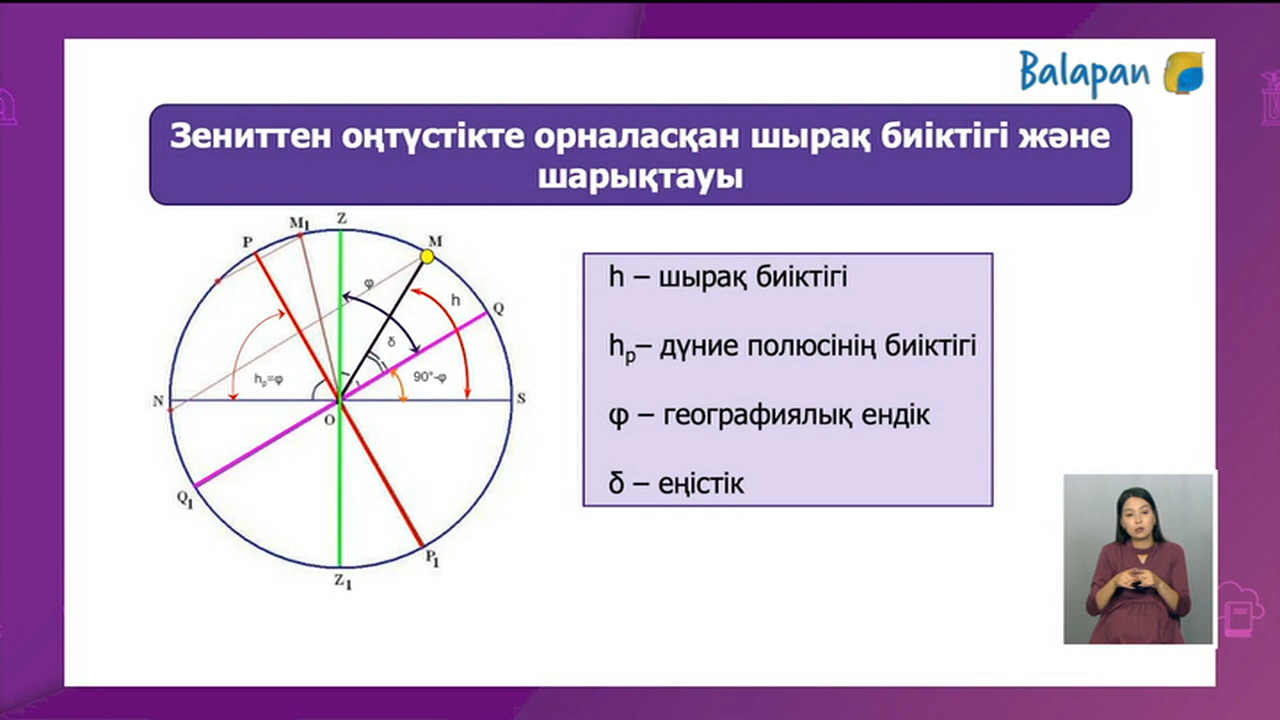 Balapan
Зениттен оңтүстікте орналасқан шырақ биіктігі және
шарықтауы
Z
M₁
P
M
φ
h
Q
δ
hₚ=φ
90°-φ
N
S
O
Q₁
P₁
Z₁
h – шырақ биіктігі
hₚ– дүние полюсінің биіктігі
φ – географиялық ендік
δ – еңістік